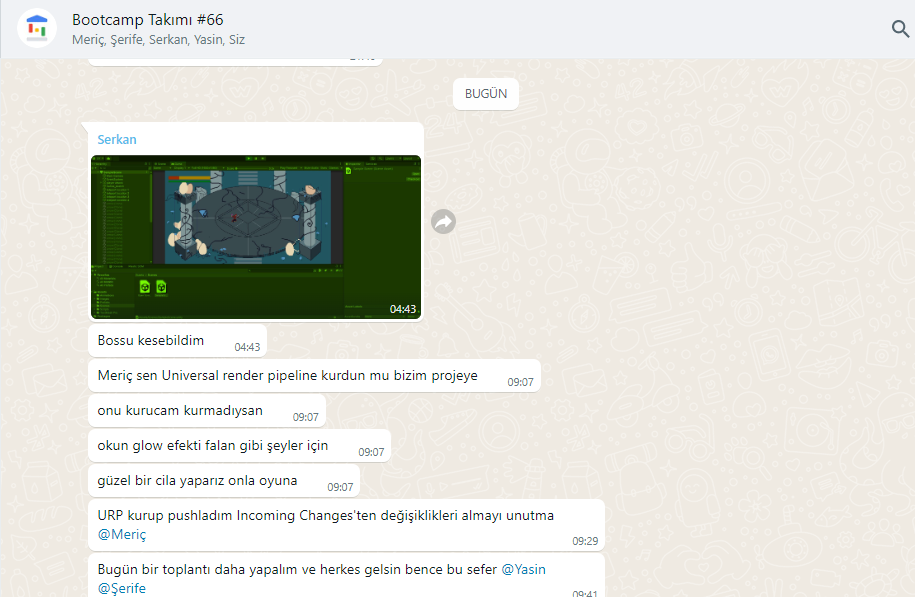 Bootcamp Takımı #66
Meriç, Şerife, Serkan, Yasin, Siz
BUGÜN
Serkan
04:43
Bossu kesebildim
04:43
Meriç sen Universal render pipeline kurdun mu bizim projeye
09:07
onu kurucam kurmadıysan
09:07
okun glow efekti falan gibi şeyler için
09:07
güzel bir cila yaparız onla oyuna
09:07
URP kurup pushladım Incoming Changes'ten değişiklikleri almayı unutma
@Meriç
09:29
Bugün bir toplantı daha yapalım ve herkes gelsin bence bu sefer @Yasin
@Şerife
09:41